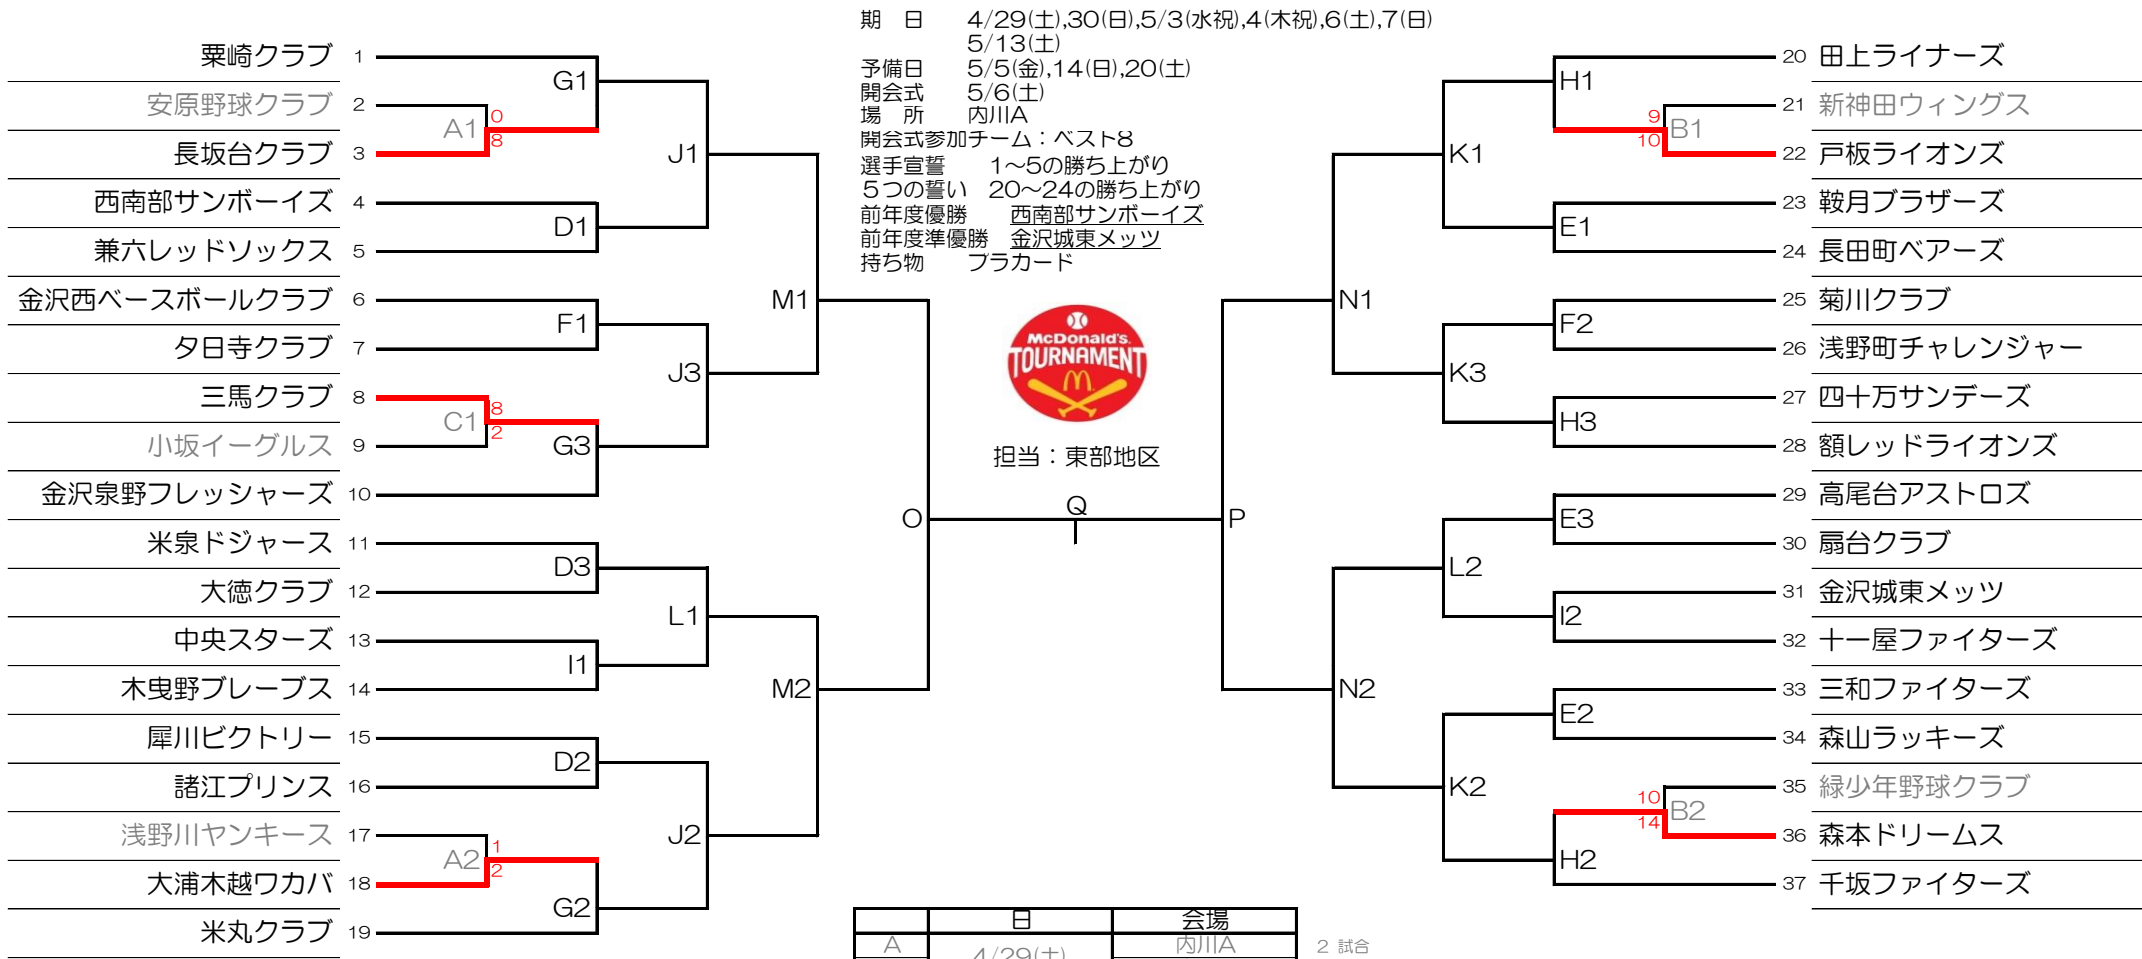 期　日　4/29(土),30(日),5/3(水祝),4(木祝),6(土),7(日)
5/13(土)
予備日　5/5(金),14(日),20(土)
開会式　5/6(土)
場　所　内川A
開会式参加チーム：ベスト8
選手宣誓　1〜5の勝ち上がり
5つの誓い　20〜24の勝ち上がり
前年度優勝　西南部サンボーイズ
前年度準優勝　金沢城東メッツ
持ち物　プラカード
McDonald's
TOURNAMENT
担当：東部地区
粟崎クラブ 1
安原野球クラブ 2
長坂台クラブ 3
西南部サンボーイズ 4
兼六レッドソックス 5
金沢西ベースボールクラブ 6
夕日寺クラブ 7
三馬クラブ 8
小坂イーグルス 9
金沢泉野フレッシャーズ 10
米泉ドジャース 11
大徳クラブ 12
中央スターズ 13
木曳野ブレーブス 14
犀川ビクトリー 15
諸江プリンス 16
浅野川ヤンキース 17
大浦木越ワカバ 18
米丸クラブ 19
A1 0 8
C1 8 2
A2 1 2
G1
D1
F1
G3
D3
I1
D2
G2
J1
J3
L1
J2
M1
M2
O
Q
P
N1
N2
K1
K3
L2
K2
H1
E1
F2
H3
E3
I2
E2
H2
9 10 B1
10 14 B2
20 田上ライナーズ
21 新神田ウィングス
22 戸板ライオンズ
23 鞍月ブラザーズ
24 長田町ベアーズ
25 菊川クラブ
26 浅野町チャレンジャー
27 四十万サンデーズ
28 額レッドライオンズ
29 高尾台アストロズ
30 扇台クラブ
31 金沢城東メッツ
32 十一屋ファイターズ
33 三和ファイターズ
34 森山ラッキーズ
35 緑少年野球クラブ
36 森本ドリームス
37 千坂ファイターズ
日 会場
A 4/29(土) 内川A 2 試合